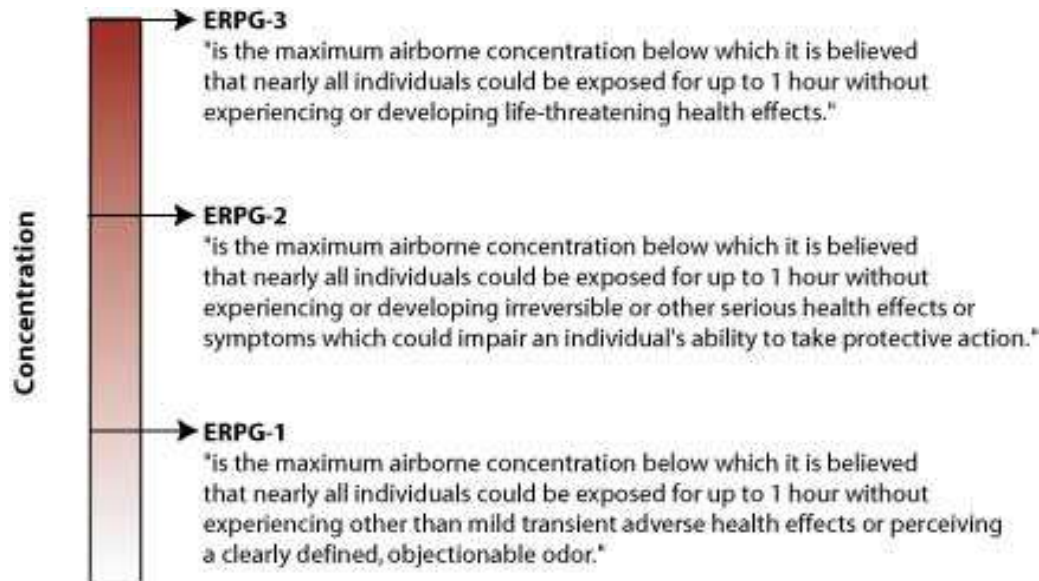 ERPG-3
"is the maximum airborne concentration below which it is believed
that nearly all individuals could be exposed for up to 1 hour without
experiencing or developing life-threatening health effects."
Concentration
ERPG-2
"is the maximum airborne concentration below which it is believed
that nearly all individuals could be exposed for up to 1 hour without
experiencing or developing irreversible or other serious health effects or
symptoms which could impair an individual's ability to take protective action."
ERPG-1
"is the maximum airborne concentration below which it is believed
that nearly all individuals could be exposed for up to 1 hour without
experiencing other than mild transient adverse health effects or perceiving
a clearly defined, objectionable odor."